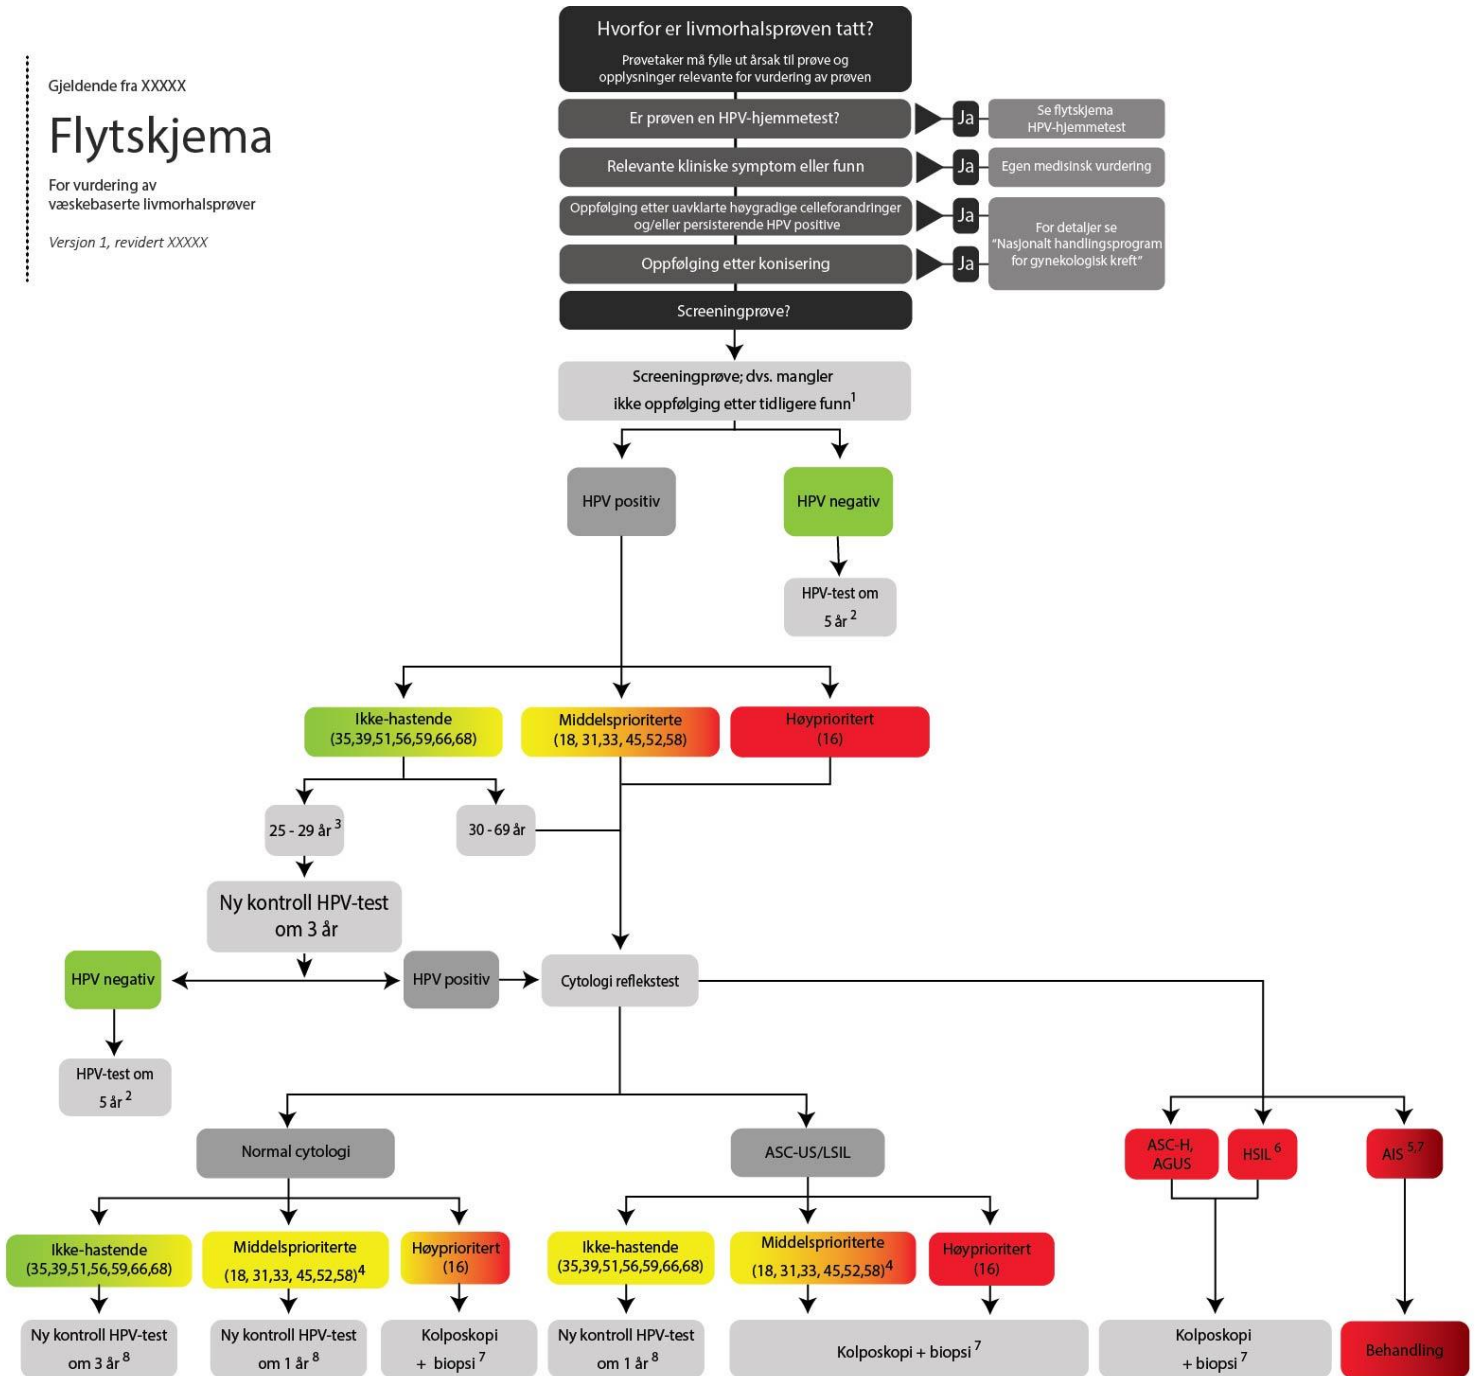 Gjeldende fra XXXXX
Flytskjema
For vurdering av
væskebaserte livmorhalsprøver
Versjon 1, revidert XXXXX
Hvorfor er livmorhalsprøven tatt?
Prøvetaker må fylle ut årsak til prøve og
opplysninger relevante for vurdering av prøven
Er prøven en HPV-hjemmetest?
Ja
Se flytskjema
HPV-hjemmetest
Relevante kliniske symptom eller funn
Ja
Egen medisinsk vurdering
Oppfølging etter uavklarte høygradige celleforandringer
og/eller persisterende HPV positive
Ja
For detaljer se
"Nasjonalt handlingsprogram
for gynekologisk kreft"
Oppfølging etter konisering
Ja
Screeningprøve?
Screeningprøve; dvs. mangler
ikke oppfølging etter tidligere funn 1
HPV positiv
HPV negativ
HPV-test om
5 år 2
Ikke-hastende
(35,39,51,56,59,66,68)
Middelsprioriterte
(18, 31,33, 45,52,58)
Høyprioritert
(16)
25 - 29 år 3
30 - 69 år
Ny kontroll HPV-test
om 3 år
HPV negativ
HPV positiv
Cytologi reflekstest
HPV-test om
5 år 2
Normal cytologi
ASC-US/LSIL
ASC-H,
AGUS
HSIL 6
AIS 5,7
Ikke-hastende
(35,39,51,56,59,66,68)
Middelsprioriterte
(18, 31,33, 45,52,58) 4
Høyprioritert
(16)
Ikke-hastende
(35,39,51,56,59,66,68)
Middelsprioriterte
(18, 31,33, 45,52,58) 4
Høyprioritert
(16)
Ny kontroll HPV-test
om 3 år 8
Ny kontroll HPV-test
om 1 år 8
Kolposkopi
+ biopsi 7
Ny kontroll HPV-test
om 1 år 8
Kolposkopi + biopsi 7
Kolposkopi
+ biopsi 7
Behandling